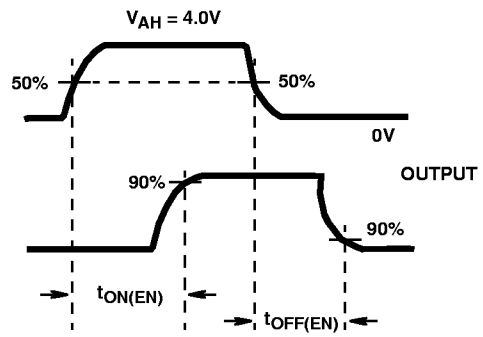 VAH = 4.0V
50%
50%
0V
OUTPUT
90%
90%
tON(EN)
tOFF(EN)